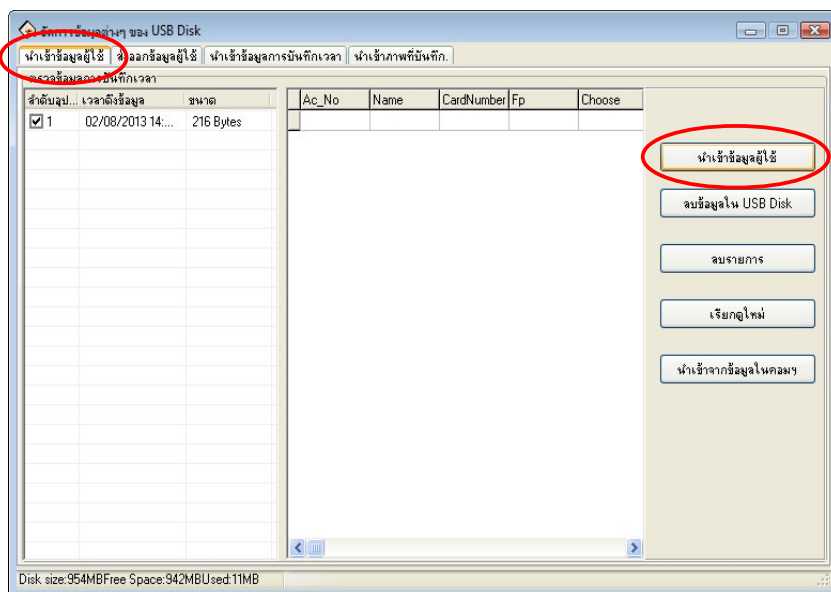 จัดการข้อมูลต่างๆ ของ USB Disk
นำเข้าข้อมูลผู้ใช้ ส่งออกข้อมูลผู้ใช้ นำเข้าข้อมูลการบันทึกเวลา นำเข้าภาพที่บันทึก.
ตรวจข้อมูลการบันทึกเวลา
ลำดับอุป... เวลาดึงข้อมูล ขนาด Ac_No Name CardNumber Fp Choose
1 02/08/2013 14:... 216 Bytes
นำเข้าข้อมูลผู้ใช้
ลบข้อมูลใน USB Disk
ลบรายการ
เรียกดูใหม่
นำเข้าจากข้อมูลในคอมฯ
Disk size:954MBFree Space:942MBUsed:11MB